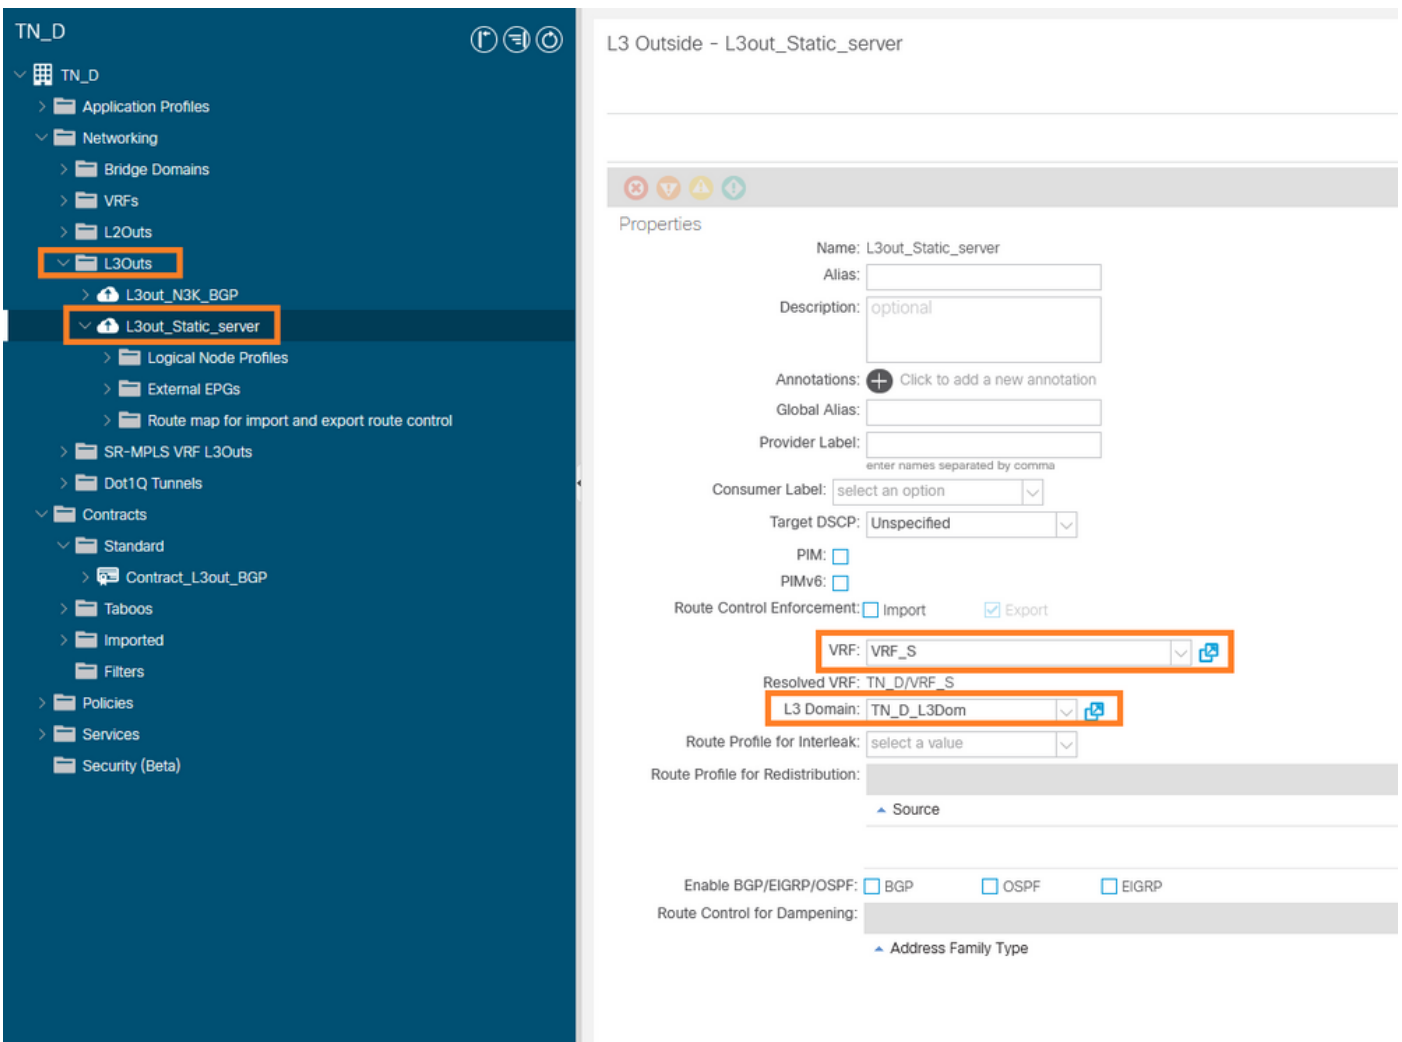 TN_D
TN_D
Application Profiles
Networking
Bridge Domains
VRFs
L2Outs
L3Outs
L3out_N3K_BGP
L3out_Static_server
Logical Node Profiles
External EPGs
Route map for import and export route control
SR-MPLS VRF L3Outs
Dot1Q Tunnels
Contracts
Standard
Contract_L3out_BGP
Taboos
Imported
Filters
Policies
Services
Security (Beta)
L3 Outside - L3out_Static_server
Properties
Name: L3out_Static_server
Alias:
Description: optional
Annotations: Click to add a new annotation
Global Alias:
Provider Label:
enter names separated by comma
Consumer Label: select an option
Target DSCP: Unspecified
PIM:
PIMv6:
Route Control Enforcement: Import Export
VRF: VRF_S
Resolved VRF: TN_D/VRF_S
L3 Domain: TN_D_L3Dom
Route Profile for Interleak: select a value
Route Profile for Redistribution:
Source
Enable BGP/EIGRP/OSPF: BGP OSPF EIGRP
Route Control for Dampening:
Address Family Type